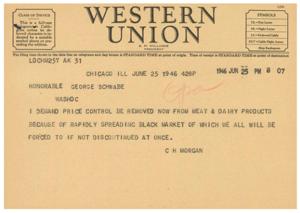 WESTERN
UNION
1946 JUN 25 PM 8 07
LOCHM257 AK 31
CHICAGO ILL JUNE 25 1946 428P
HONORABLE GEORGE SCHWABE
WASHDC
I DEMAND PRICE CONTROL BE REMOVED NOW FROM MEAT & DAIRY PRODUCTS
BECAUSE OF RAPIDLY SPREADING BLACK MARKET OF WHICH WE ALL WILL BE
FORCED TO IF NOT DISCONTINUED AT ONCE.
C H MORGAN